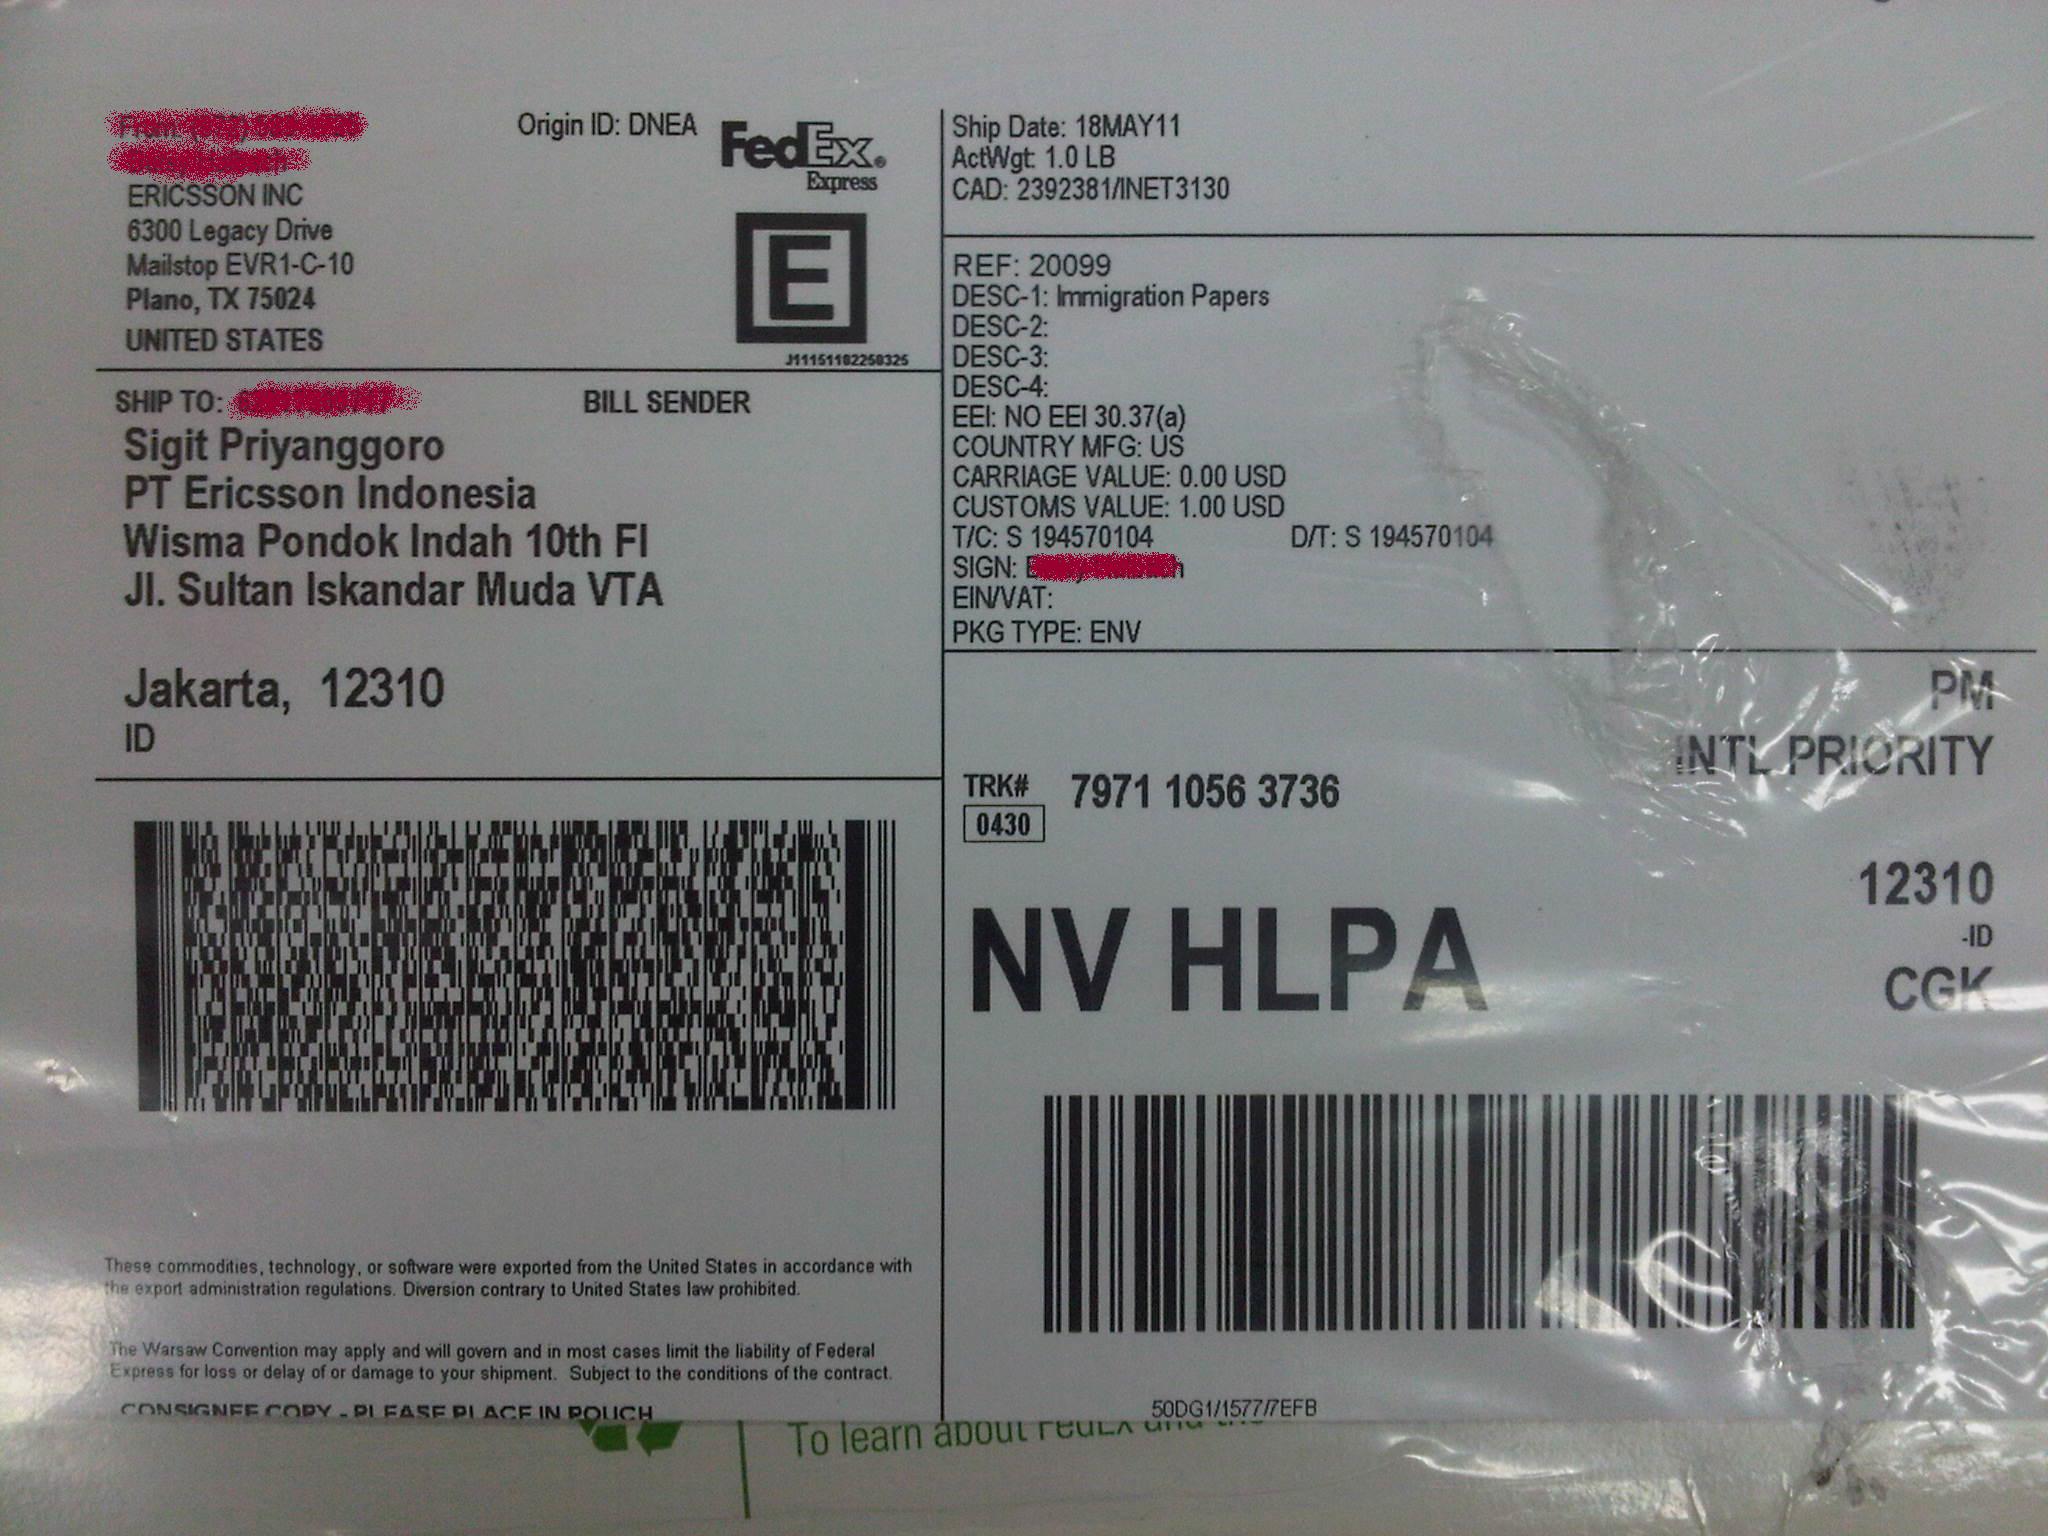 Origin ID: DNEA
FedEx®
Express
ERICSSON INC
6300 Legacy Drive
Mailstop EVR1-C-10
Plano, TX 75024
UNITED STATES
E
J11151102250325
SHIP TO:
BILL SENDER
Sigit Priyanggoro
PT Ericsson Indonesia
Wisma Pondok Indah 10th Fl
Jl. Sultan Iskandar Muda VTA
Jakarta, 12310
ID
These commodities, technology, or software were exported from the United States in accordance with
the export administration regulations. Diversion contrary to United States law prohibited.
The Warsaw Convention may apply and will govern and in most cases limit the liability of Federal
Express for loss or delay of or damage to your shipment. Subject to the conditions of the contract.
CONSIGNEE COPY - PLEASE PLACE IN POUCH
Ship Date: 18MAY11
ActWgt: 1.0 LB
CAD: 2392381/INET3130
REF: 20099
DESC-1: Immigration Papers
DESC-2:
DESC-3:
DESC-4:
EEI: NO EEI 30.37(a)
COUNTRY MFG: US
CARRIAGE VALUE: 0.00 USD
CUSTOMS VALUE: 1.00 USD
T/C: S 194570104 D/T: S 194570104
SIGN:
EIN/VAT:
PKG TYPE: ENV
PM
INTL PRIORITY
TRK# 7971 1056 3736
0430
12310
-ID
NV HLPA
CGK
50DG1/1577/7EFB
To learn about FedEx and the